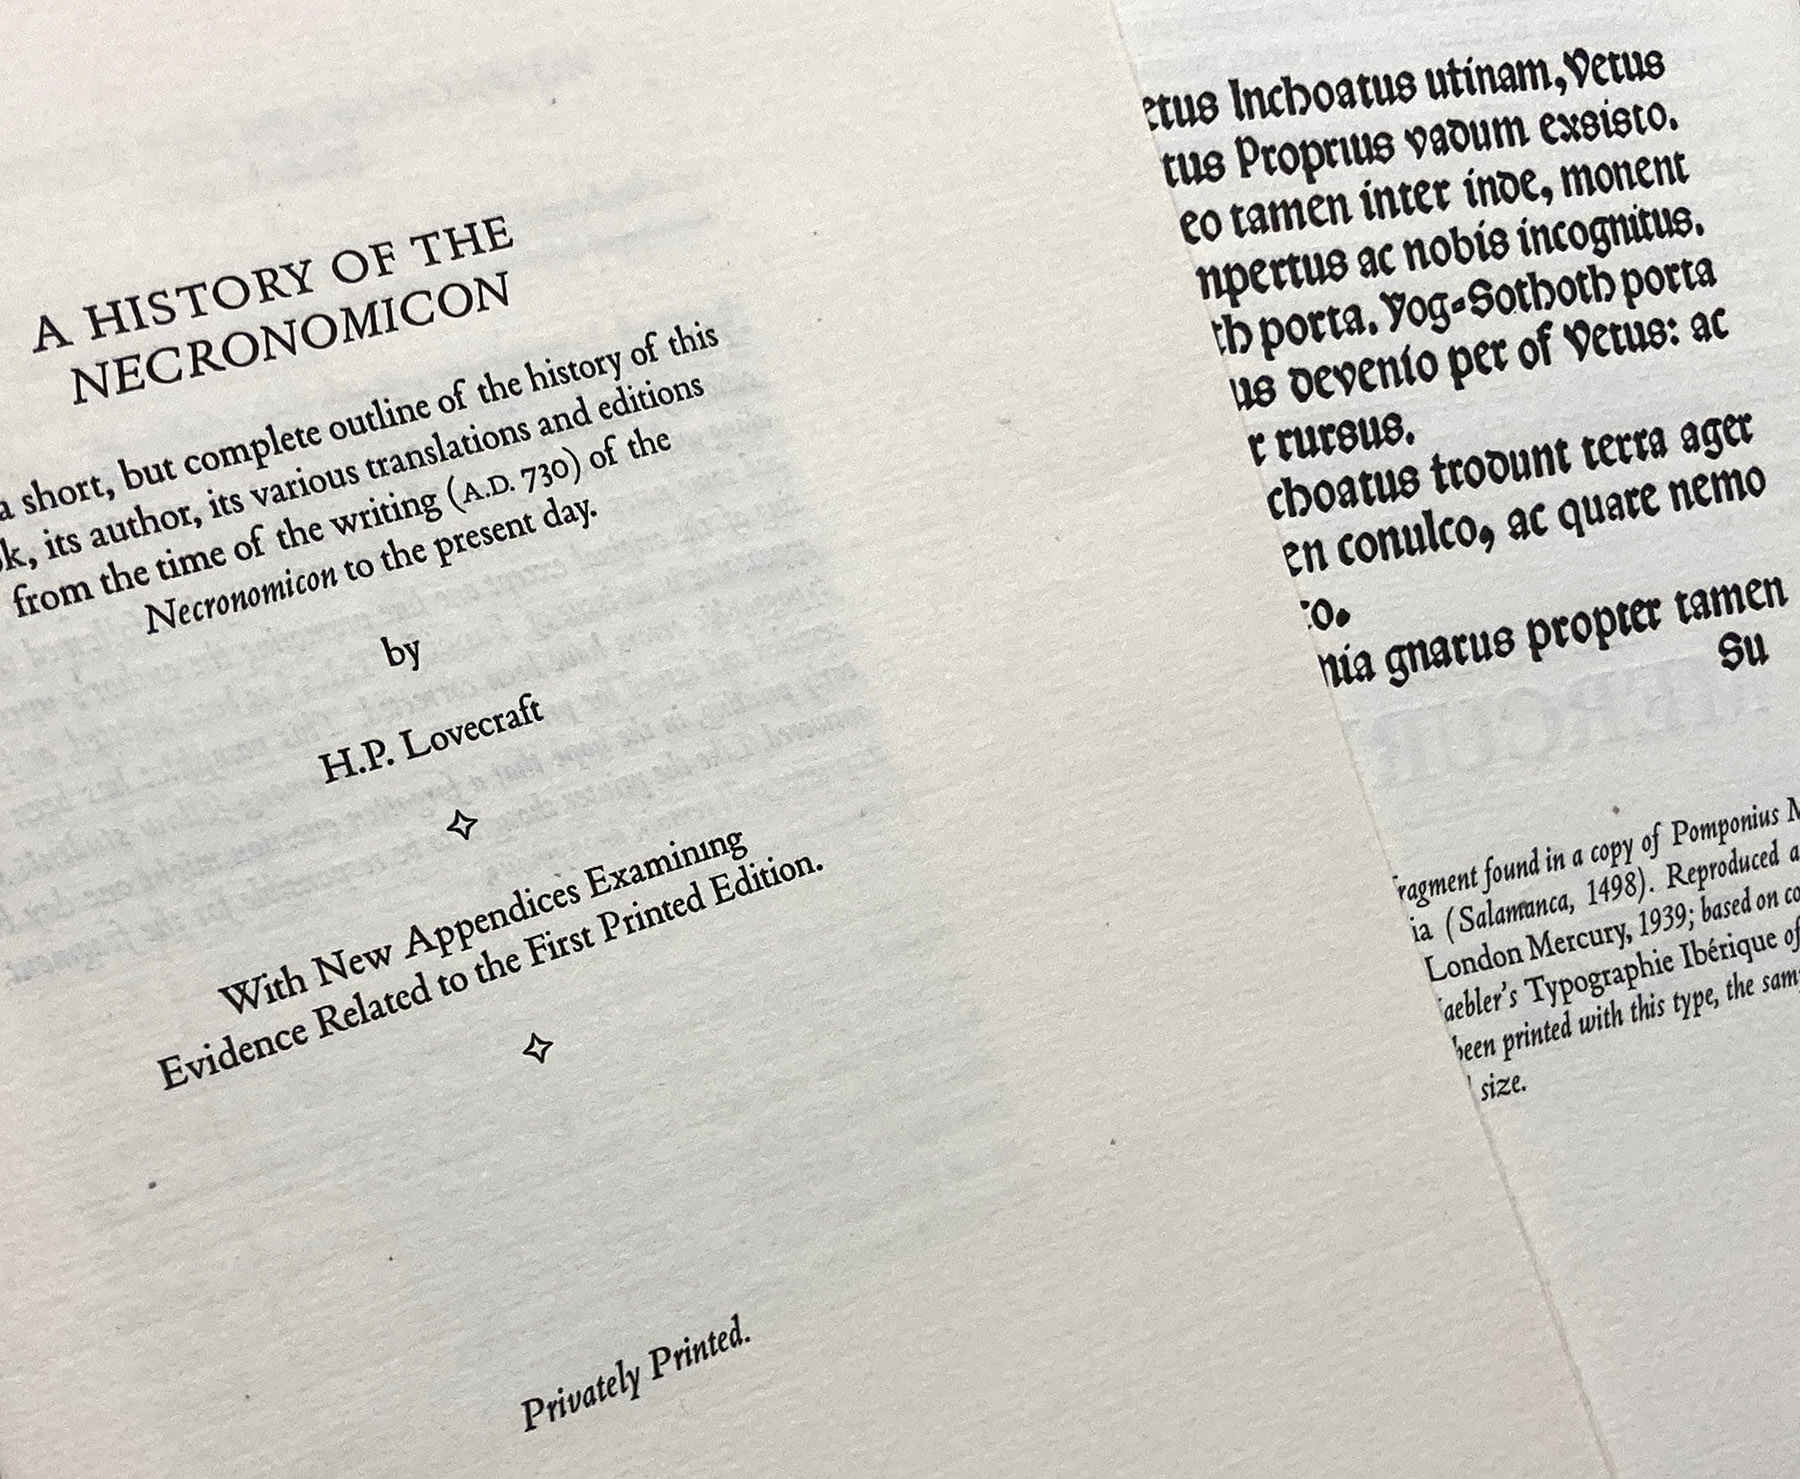 A HISTORY OF THE
NECRONOMICON
a short, but complete outline of the history of this
its author, its various translations and editions
from the time of the writing (A.D. 730) of the
Necronomicon to the present day.
by
H.P. Lovecraft
With New Appendices Examining
Evidence Related to the First Printed Edition.
Privately Printed.
etus Inchoatus utinam, Vetus
tus Proprius vadum exsisto.
eo tamen inter inde, monent
npertus ac nobis incognitus.
th porta. Yog-Sothoth porta
us devenio per of Vetus: ac
r rursus.
choatus trodunt terra ager
en conulco, ac quare nemo
to.
nia gnarus propter tamen
Su
ragment found in a copy of Pomponius M
ia (Salamanca, 1498). Reproduced a
London Mercury, 1939; based on co
aebler's Typographie Ibérique of
been printed with this type, the sam
size.